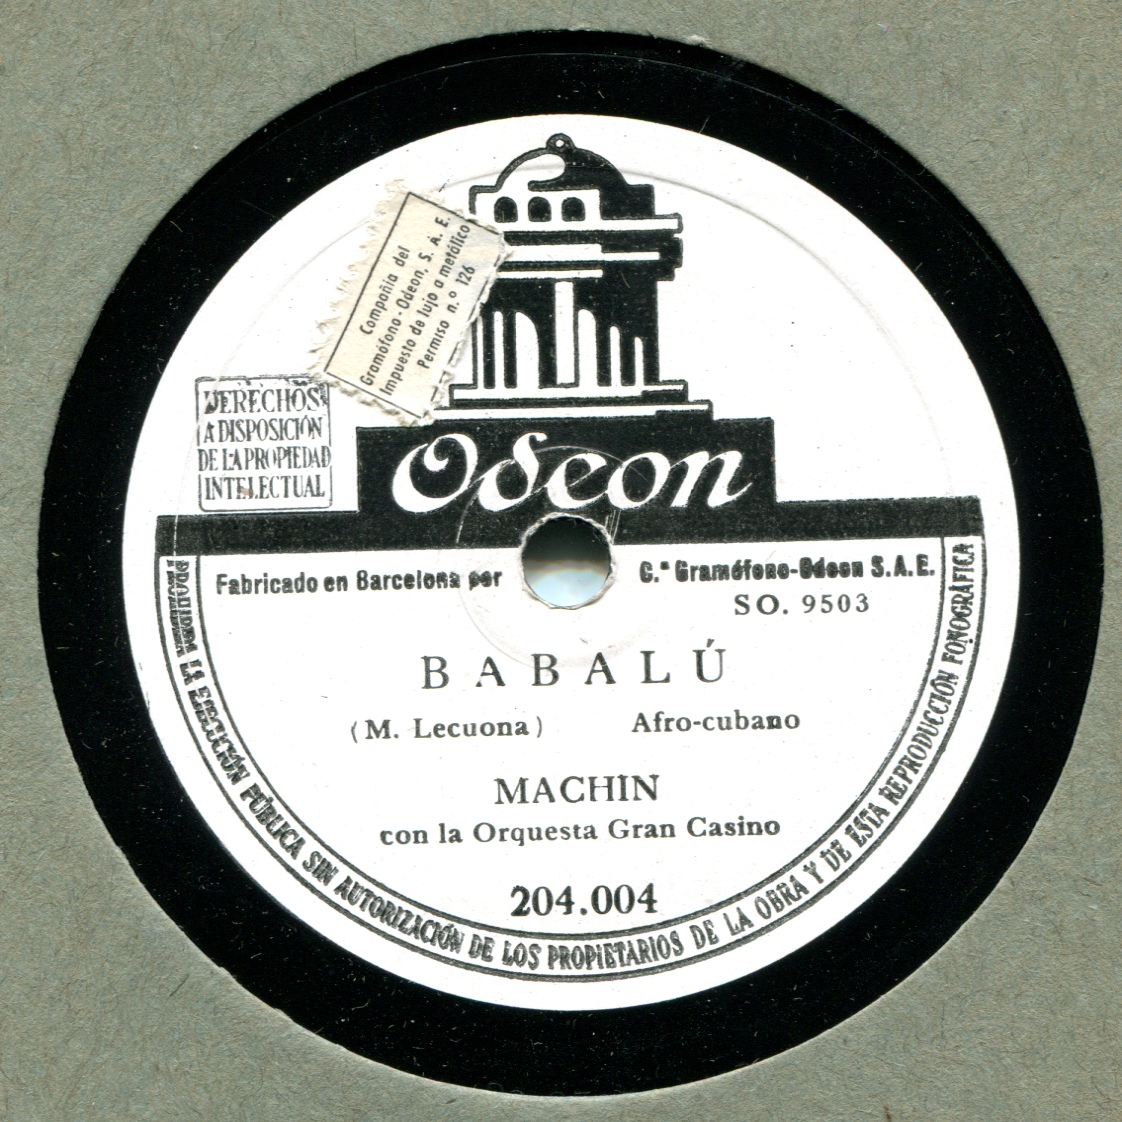 Compañia del
Gramófono-Odeon, S. A. E.
Impuesto de lujo a metálico
Permiso n.º 126
DERECHOS
A DISPOSICIÓN
DE LA PROPIEDAD
INTELECTUAL
Odeon
Fabricado en Barcelona por C.ª Gramófono-Odeon S.A.E.
SO. 9503
BABALÚ
(M. Lecuona) Afro-cubano
MACHIN
con la Orquesta Gran Casino
204.004
PROHIBIDA LA EJECUCIÓN PÚBLICA SIN AUTORIZACIÓN DE LOS PROPIETARIOS DE LA OBRA Y DE ESTA REPRODUCCIÓN FONOGRÁFICA